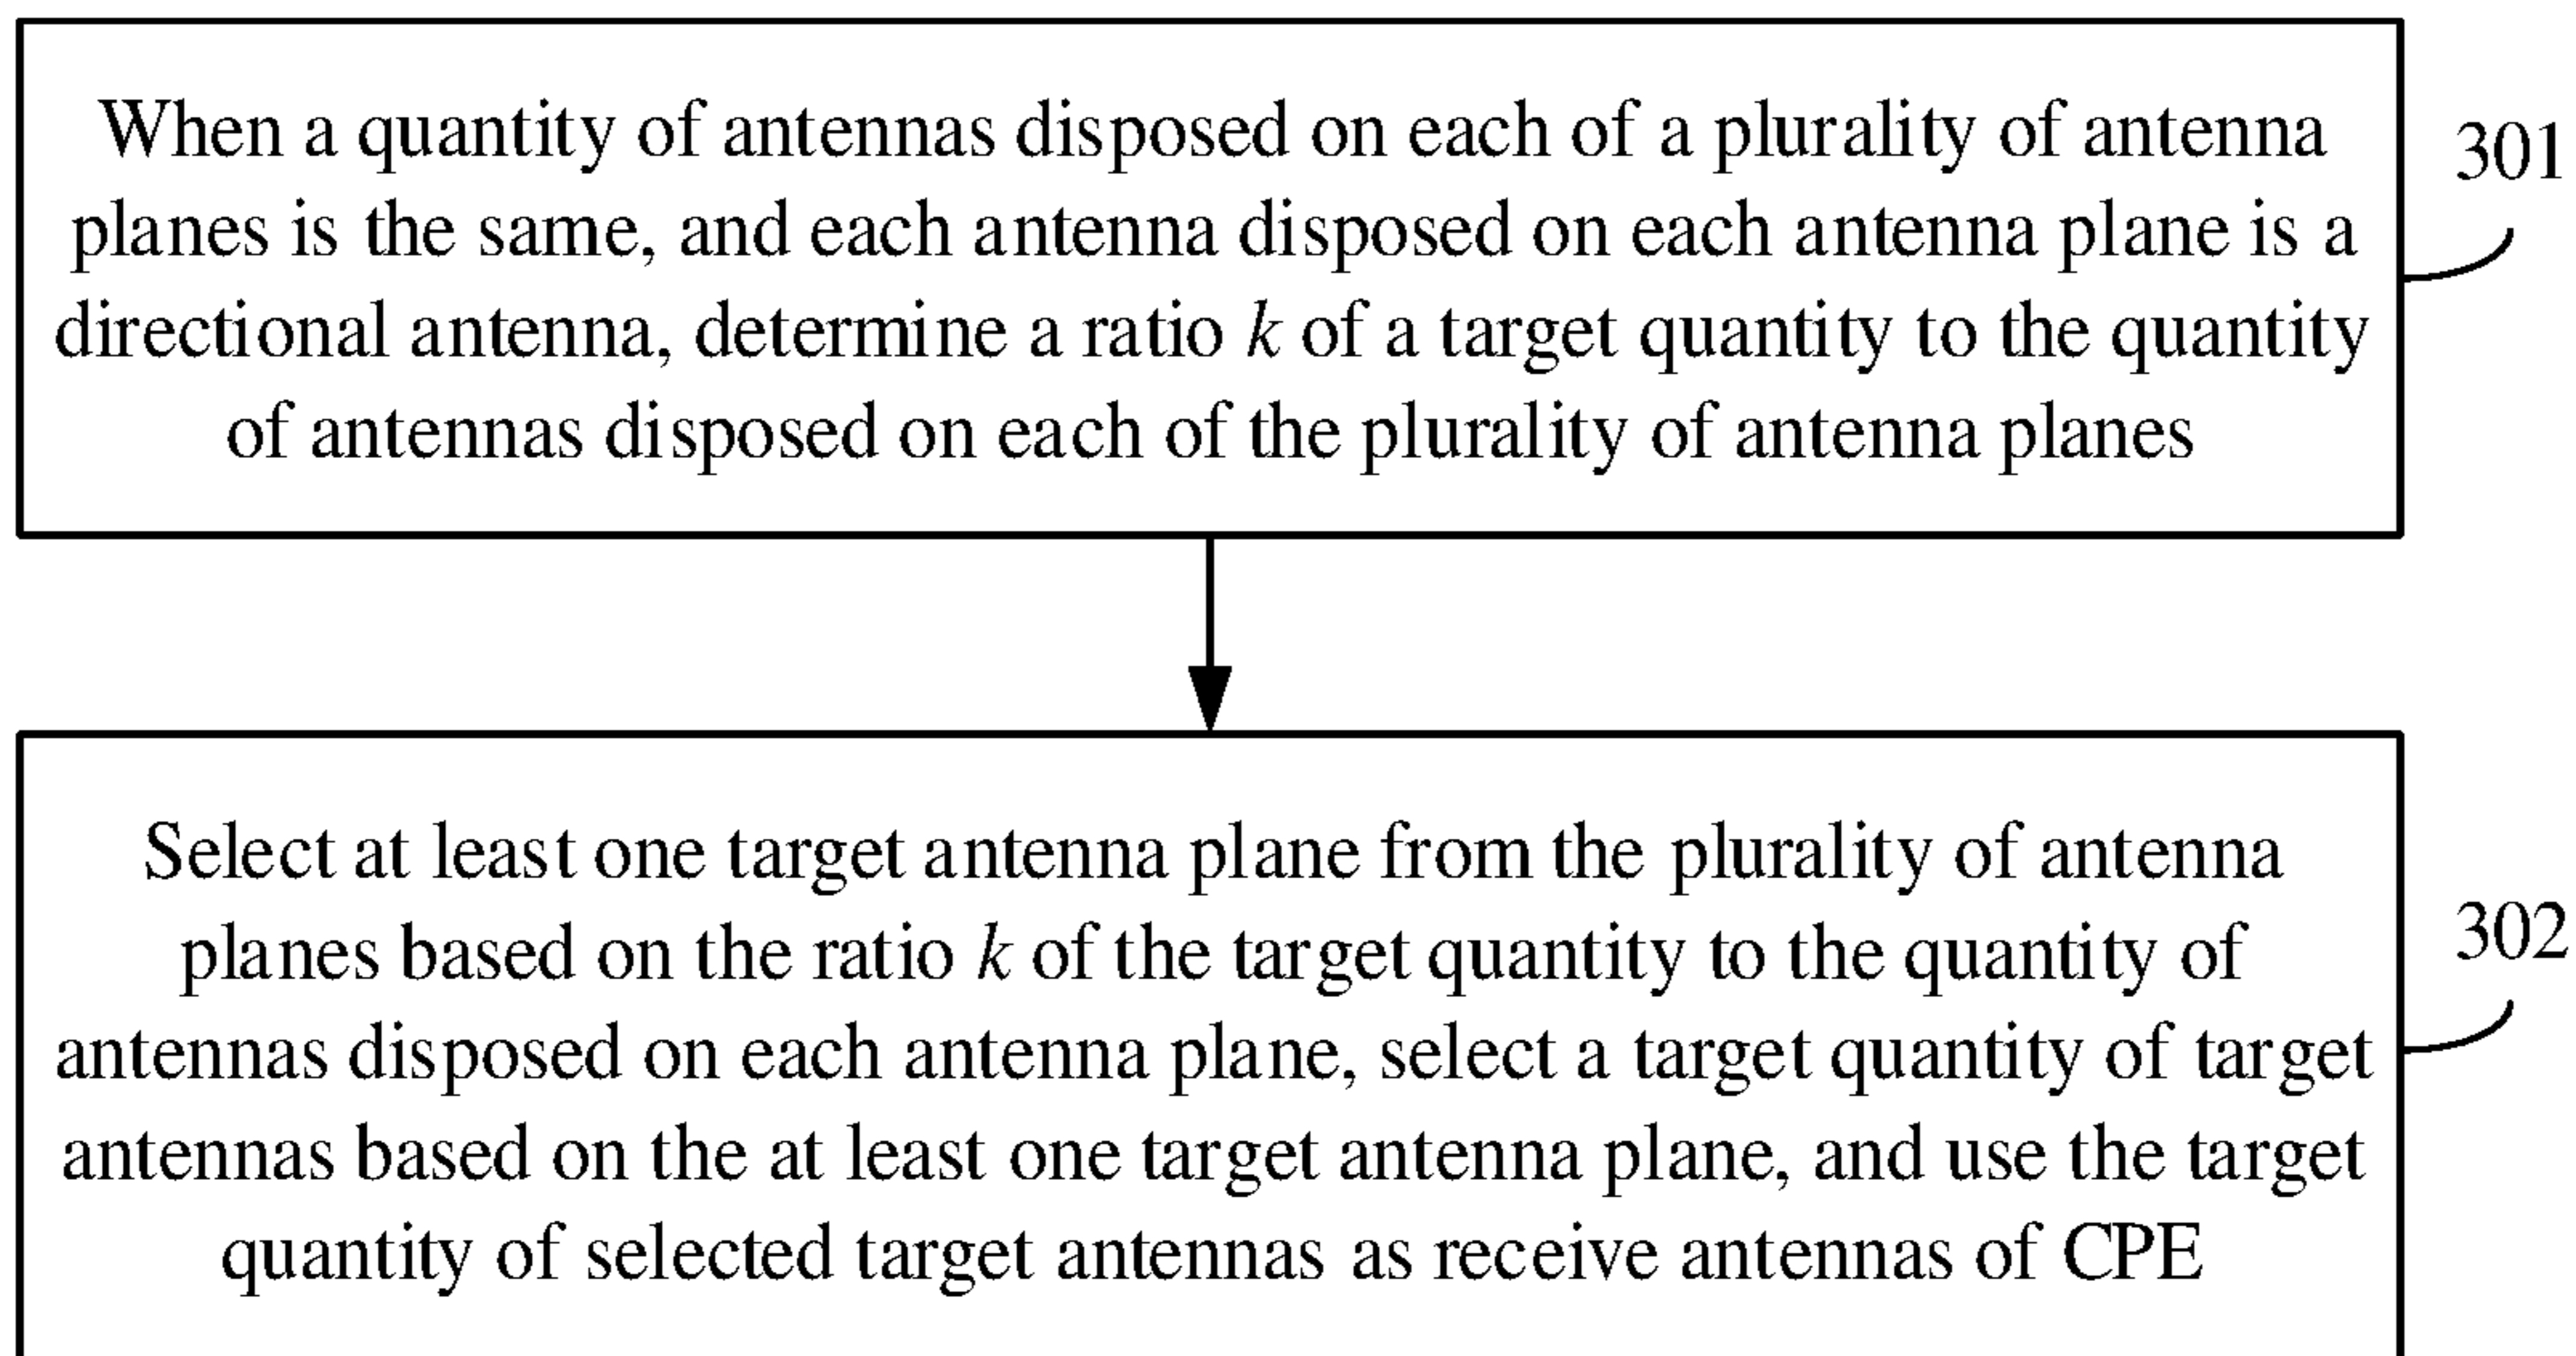 When a quantity of antennas disposed on each of a plurality of antenna
planes is the same, and each antenna disposed on each antenna plane is a
directional antenna, determine a ratio k of a target quantity to the quantity
of antennas disposed on each of the plurality of antenna planes
301
Select at least one target antenna plane from the plurality of antenna
planes based on the ratio k of the target quantity to the quantity of
antennas disposed on each antenna plane, select a target quantity of target
antennas based on the at least one target antenna plane, and use the target
quantity of selected target antennas as receive antennas of CPE
302